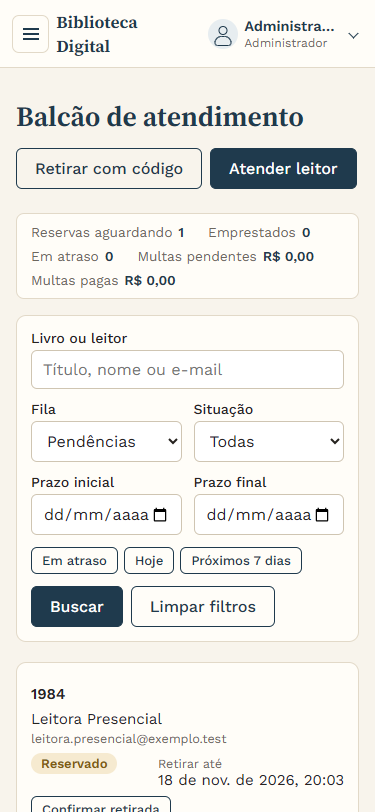 Biblioteca
Digital
Administra...
Administrador
Balcão de atendimento
Retirar com código
Atender leitor
Reservas aguardando 1 Emprestados 0
Em atraso 0 Multas pendentes R$ 0,00
Multas pagas R$ 0,00
Livro ou leitor
Título, nome ou e-mail
Fila Situação
Pendências Todas
Prazo inicial Prazo final
dd/mm/aaaa dd/mm/aaaa
Em atraso Hoje Próximos 7 dias
Buscar Limpar filtros
1984
Leitora Presencial
leitora.presencial@exemplo.test
Reservado Retirar até
18 de nov. de 2026, 20:03
Confirmar retirada